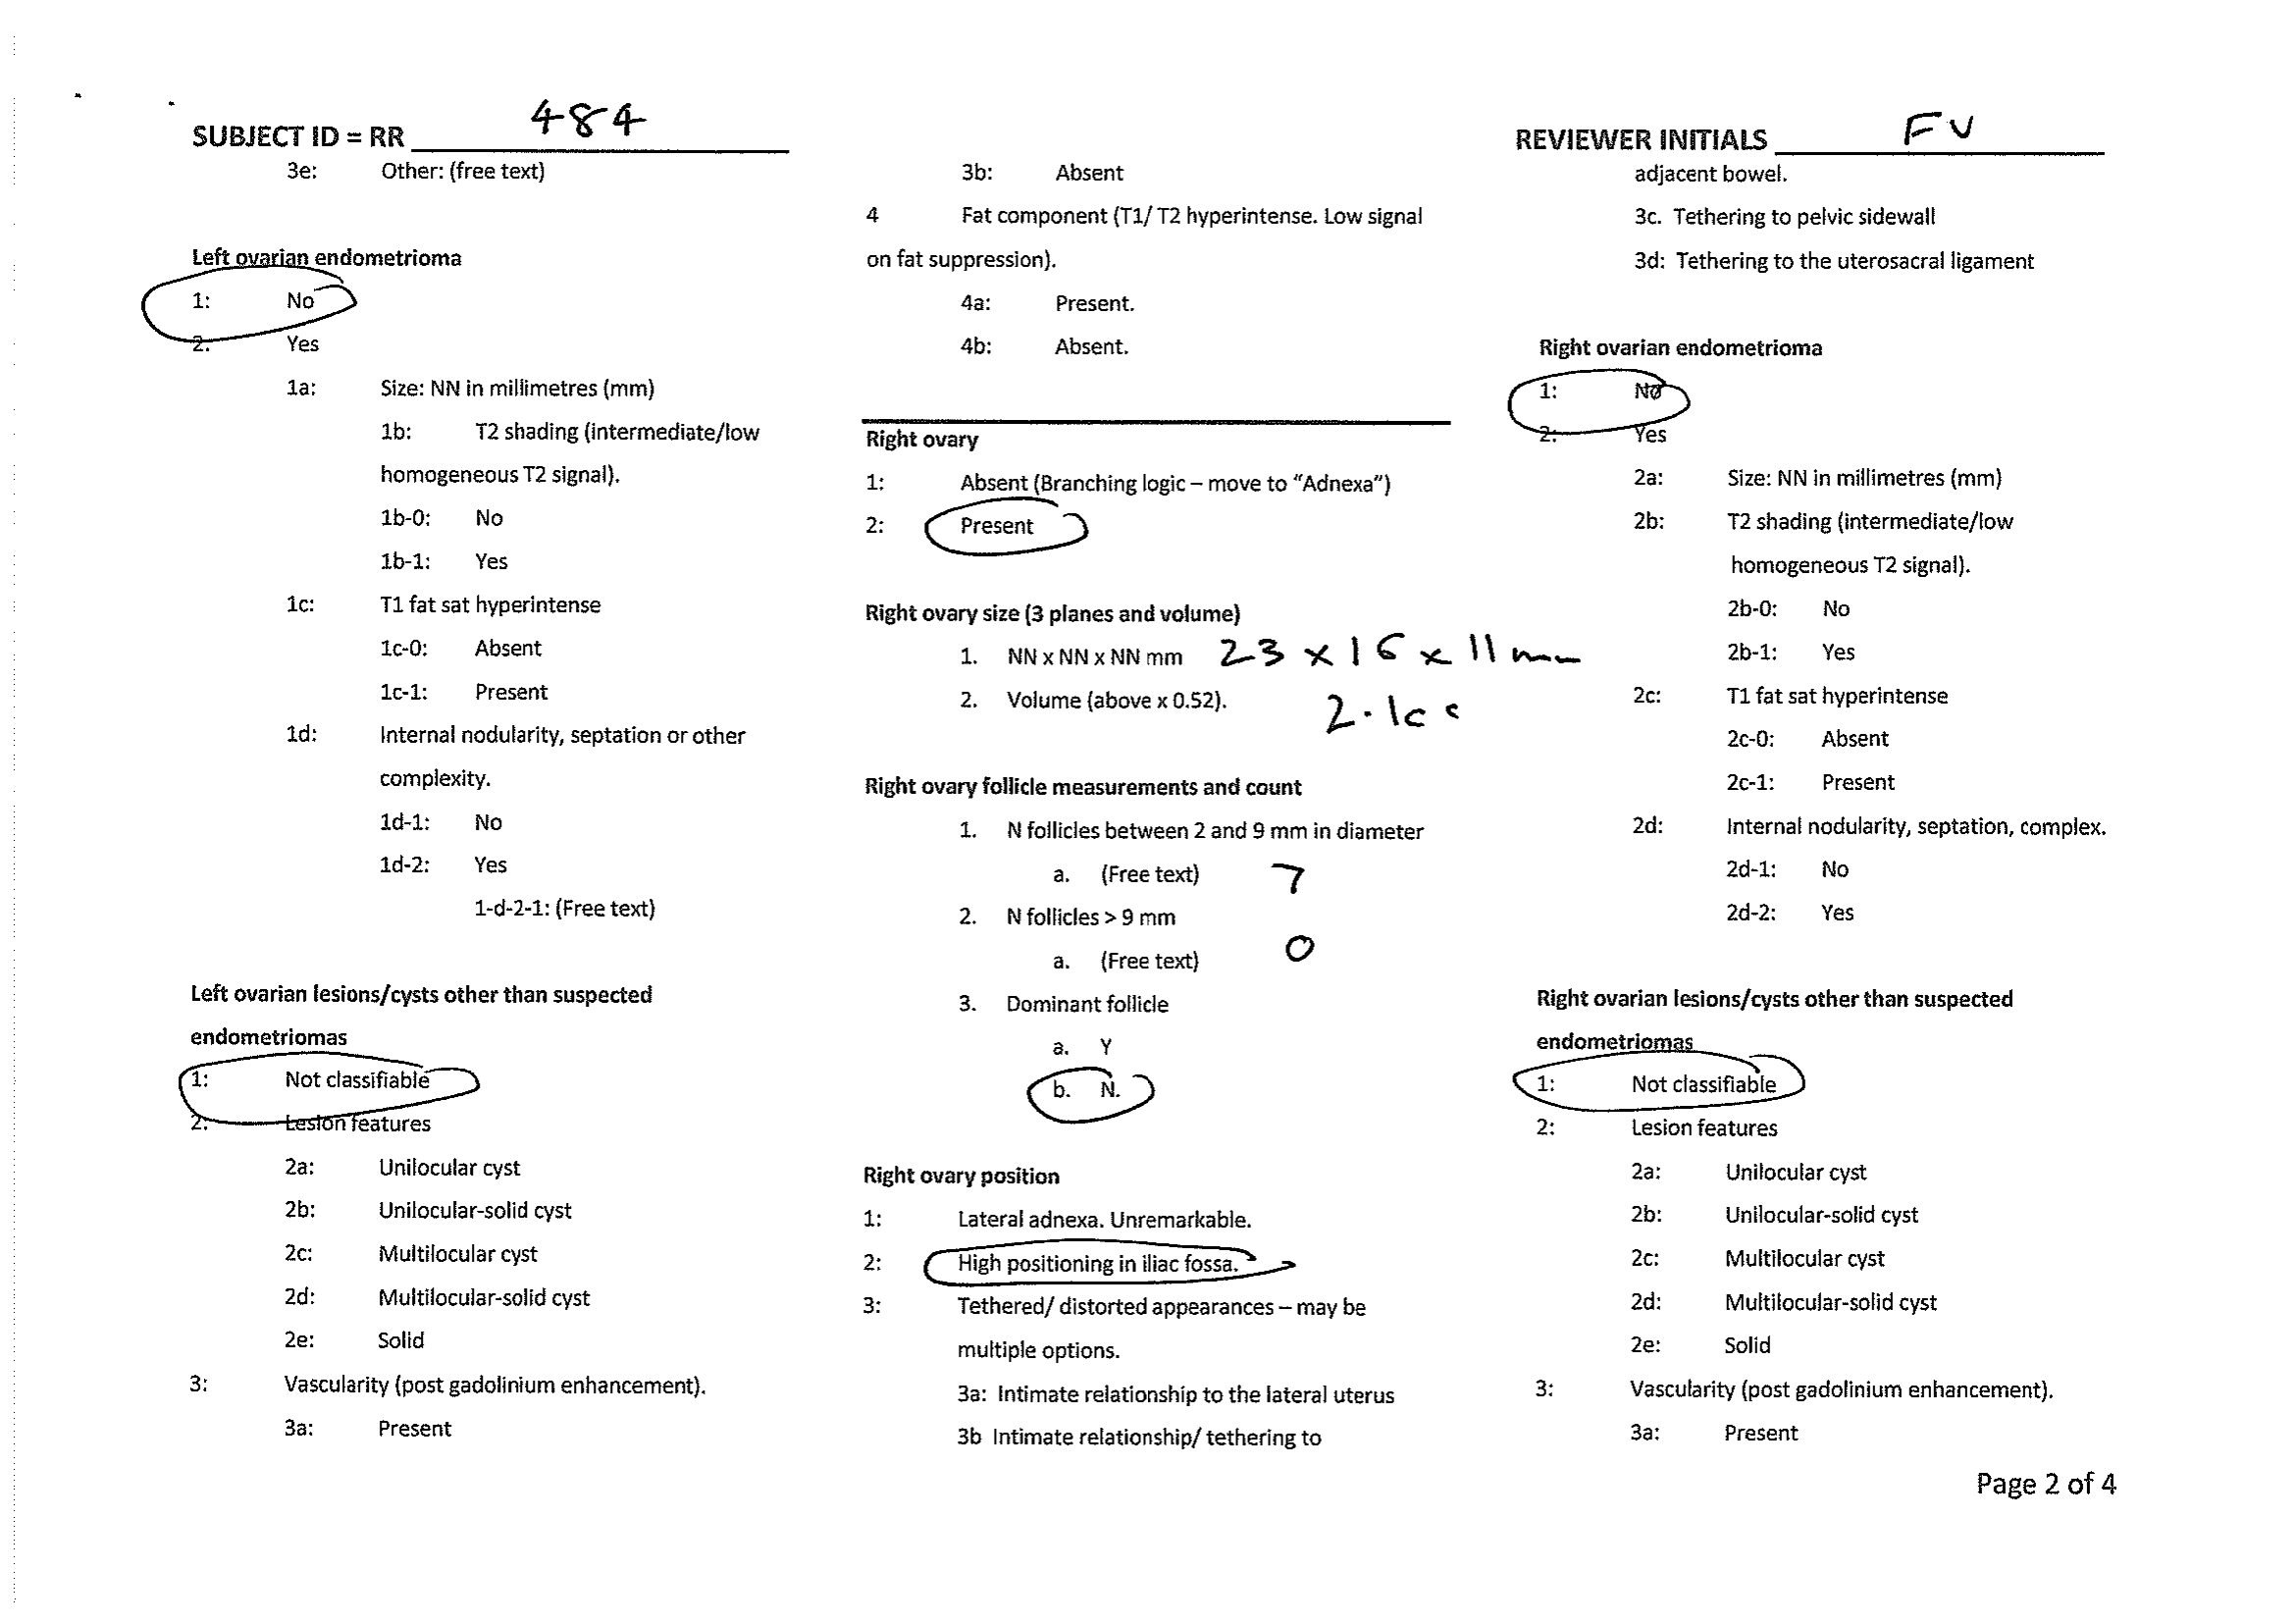 SUBJECT ID = RR 484
3e: Other: (free text)
Left ovarian endometrioma
1: No
2: Yes
1a: Size: NN in millimetres (mm)
1b: T2 shading (intermediate/low
homogeneous T2 signal).
1b-0: No
1b-1: Yes
1c: T1 fat sat hyperintense
1c-0: Absent
1c-1: Present
1d: Internal nodularity, septation or other
complexity.
1d-1: No
1d-2: Yes
1-d-2-1: (Free text)
Left ovarian lesions/cysts other than suspected
endometriomas
1: Not classifiable
2: Lesion features
2a: Unilocular cyst
2b: Unilocular-solid cyst
2c: Multilocular cyst
2d: Multilocular-solid cyst
2e: Solid
3: Vascularity (post gadolinium enhancement).
3a: Present
3b: Absent
4 Fat component (T1/ T2 hyperintense. Low signal
on fat suppression).
4a: Present.
4b: Absent.
Right ovary
1: Absent (Branching logic – move to “Adnexa”)
2: Present
Right ovary size (3 planes and volume)
1. NN x NN x NN mm 23 x 16 x 11 mm
2. Volume (above x 0.52). 2.1cc
Right ovary follicle measurements and count
1. N follicles between 2 and 9 mm in diameter
a. (Free text) 7
2. N follicles > 9 mm
a. (Free text) 0
3. Dominant follicle
a. Y
b. N.
Right ovary position
1: Lateral adnexa. Unremarkable.
2: High positioning in iliac fossa.
3: Tethered/ distorted appearances – may be
multiple options.
3a: Intimate relationship to the lateral uterus
3b Intimate relationship/ tethering to
REVIEWER INITIALS FV
adjacent bowel.
3c. Tethering to pelvic sidewall
3d: Tethering to the uterosacral ligament
Right ovarian endometrioma
1: No
2: Yes
2a: Size: NN in millimetres (mm)
2b: T2 shading (intermediate/low
homogeneous T2 signal).
2b-0: No
2b-1: Yes
2c: T1 fat sat hyperintense
2c-0: Absent
2c-1: Present
2d: Internal nodularity, septation, complex.
2d-1: No
2d-2: Yes
Right ovarian lesions/cysts other than suspected
endometriomas
1: Not classifiable
2: Lesion features
2a: Unilocular cyst
2b: Unilocular-solid cyst
2c: Multilocular cyst
2d: Multilocular-solid cyst
2e: Solid
3: Vascularity (post gadolinium enhancement).
3a: Present
Page 2 of 4